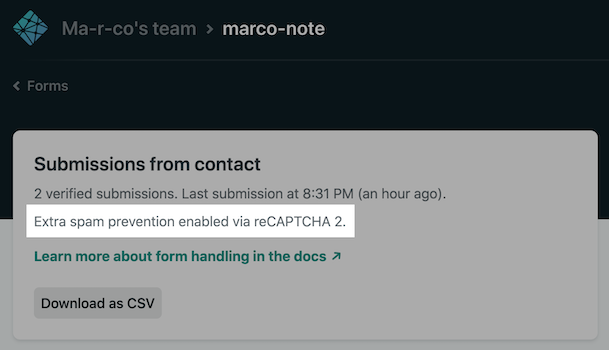 Ma-r-co's team > marco-note
Forms
Submissions from contact
2 verified submissions. Last submission at 8:31 PM (an hour ago).
Extra spam prevention enabled via reCAPTCHA 2.
Learn more about form handling in the docs ↗
Download as CSV